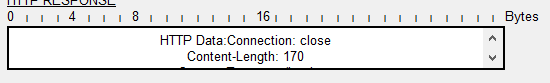 HTTP RESPONSE
0 4 8 16 Bytes
HTTP Data:Connection: close
Content-Length: 170